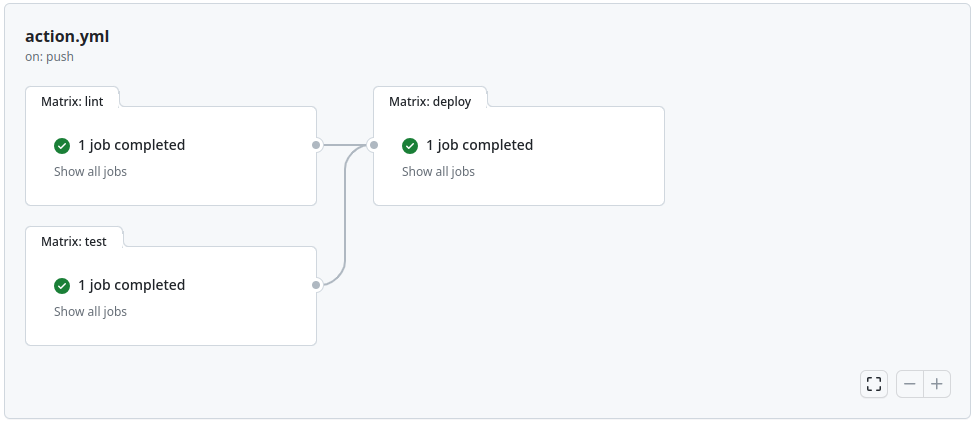 action.yml
on: push
Matrix: lint
1 job completed
Show all jobs
Matrix: deploy
1 job completed
Show all jobs
Matrix: test
1 job completed
Show all jobs